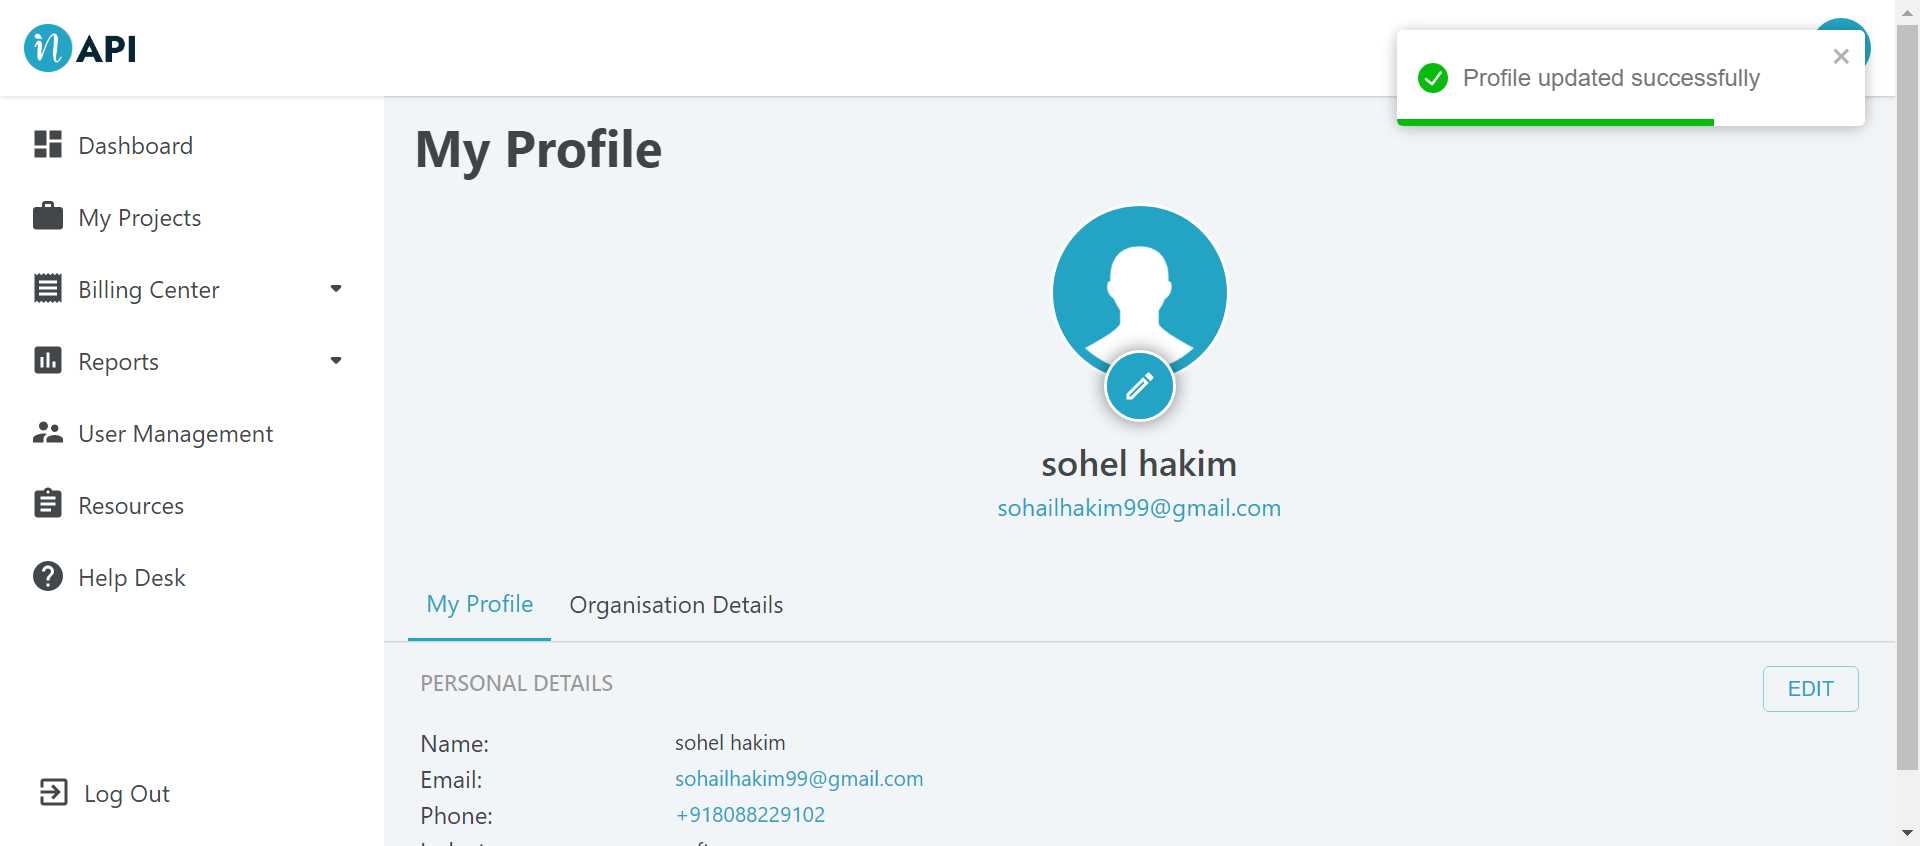 n API
Profile updated successfully
Dashboard
My Projects
Billing Center
Reports
User Management
Resources
Help Desk
Log Out
My Profile
sohel hakim
sohailhakim99@gmail.com
My Profile Organisation Details
PERSONAL DETAILS EDIT
Name: sohel hakim
Email: sohailhakim99@gmail.com
Phone: +918088229102